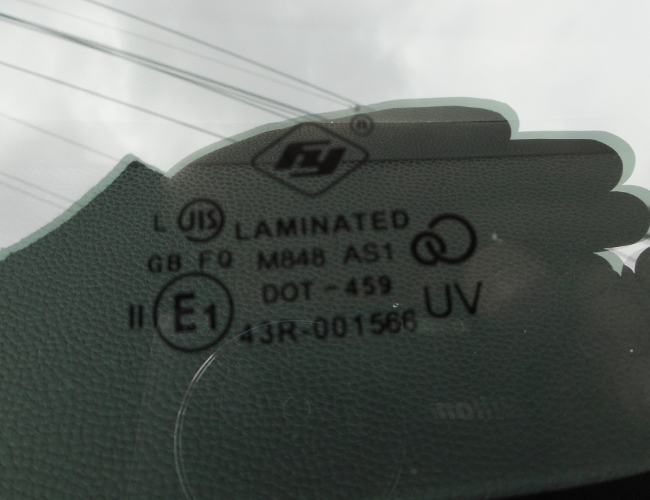 FY
L JIS LAMINATED
GB FQ M848 AS1
DOT-459
II E1 43R-001566 UV